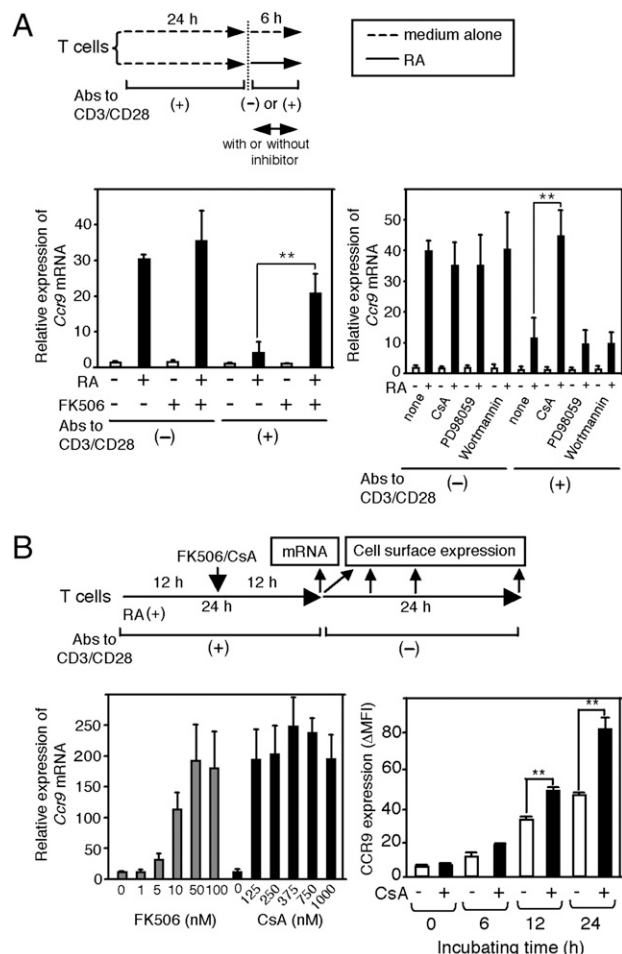 A
24 h 6 h
T cells
medium alone
RA
Abs to
CD3/CD28
(+) (−) or (+)
with or without
inhibitor
Relative expression of
Ccr9 mRNA
40
30
20
10
0
**
RA - + - + - + - +
FK506 - - + + - - + +
Abs to
CD3/CD28
(−) (+)
Relative expression of
Ccr9 mRNA
50
40
30
20
10
0
**
RA - + - + - + - + - + - + - + - +
none CsA PD98059 Wortmannin none CsA PD98059 Wortmannin
Abs to
CD3/CD28
(−) (+)
B
FK506/CsA
mRNA
Cell surface expression
12 h 12 h
T cells
24 h 24 h
RA (+)
Abs to
CD3/CD28
(+) (−)
Relative expression of
Ccr9 mRNA
300
250
200
150
100
50
0
0 1 5 10 50 100 0 125 250 375 750 1000
FK506 (nM) CsA (nM)
CCR9 expression (ΔMFI)
80
60
40
20
0
** **
CsA - + - + - + - +
0 6 12 24
Incubating time (h)